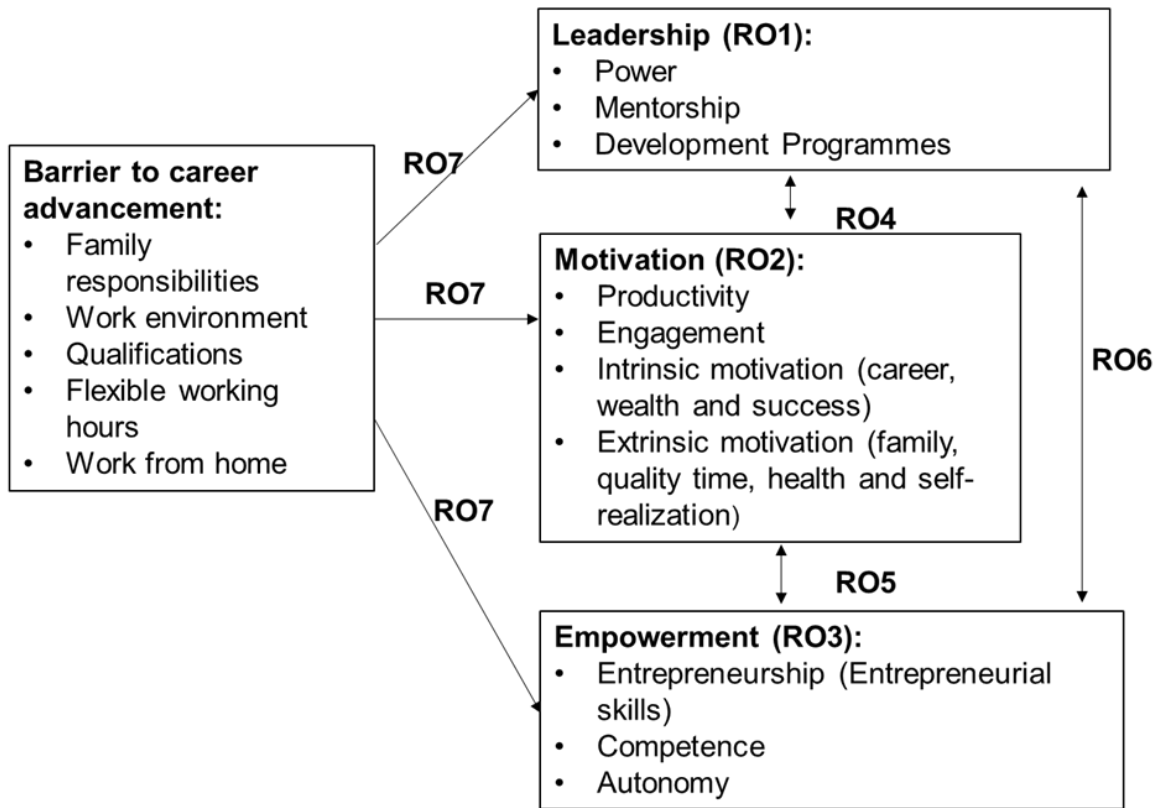 Barrier to career
advancement:
• Family
responsibilities
• Work environment
• Qualifications
• Flexible working
hours
• Work from home
RO7
RO7
RO7
Leadership (RO1):
• Power
• Mentorship
• Development Programmes
RO4
Motivation (RO2):
• Productivity
• Engagement
• Intrinsic motivation (career,
wealth and success)
• Extrinsic motivation (family,
quality time, health and self-
realization)
RO6
RO5
Empowerment (RO3):
• Entrepreneurship (Entrepreneurial
skills)
• Competence
• Autonomy